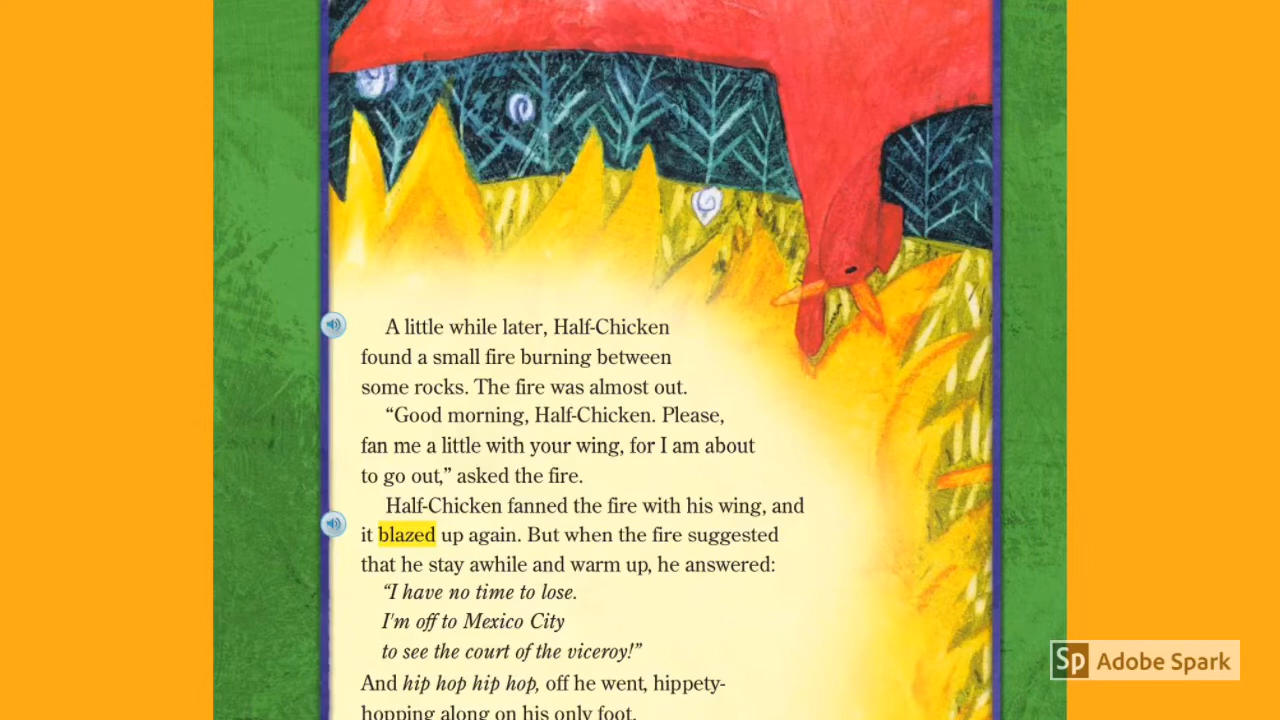 A little while later, Half-Chicken
found a small fire burning between
some rocks. The fire was almost out.
“Good morning, Half-Chicken. Please,
fan me a little with your wing, for I am about
to go out,” asked the fire.
Half-Chicken fanned the fire with his wing, and
it blazed up again. But when the fire suggested
that he stay awhile and warm up, he answered:
“I have no time to lose.
I'm off to Mexico City
to see the court of the viceroy!”
And hip hop hip hop, off he went, hippety-
hopping along on his only foot.
Sp Adobe Spark